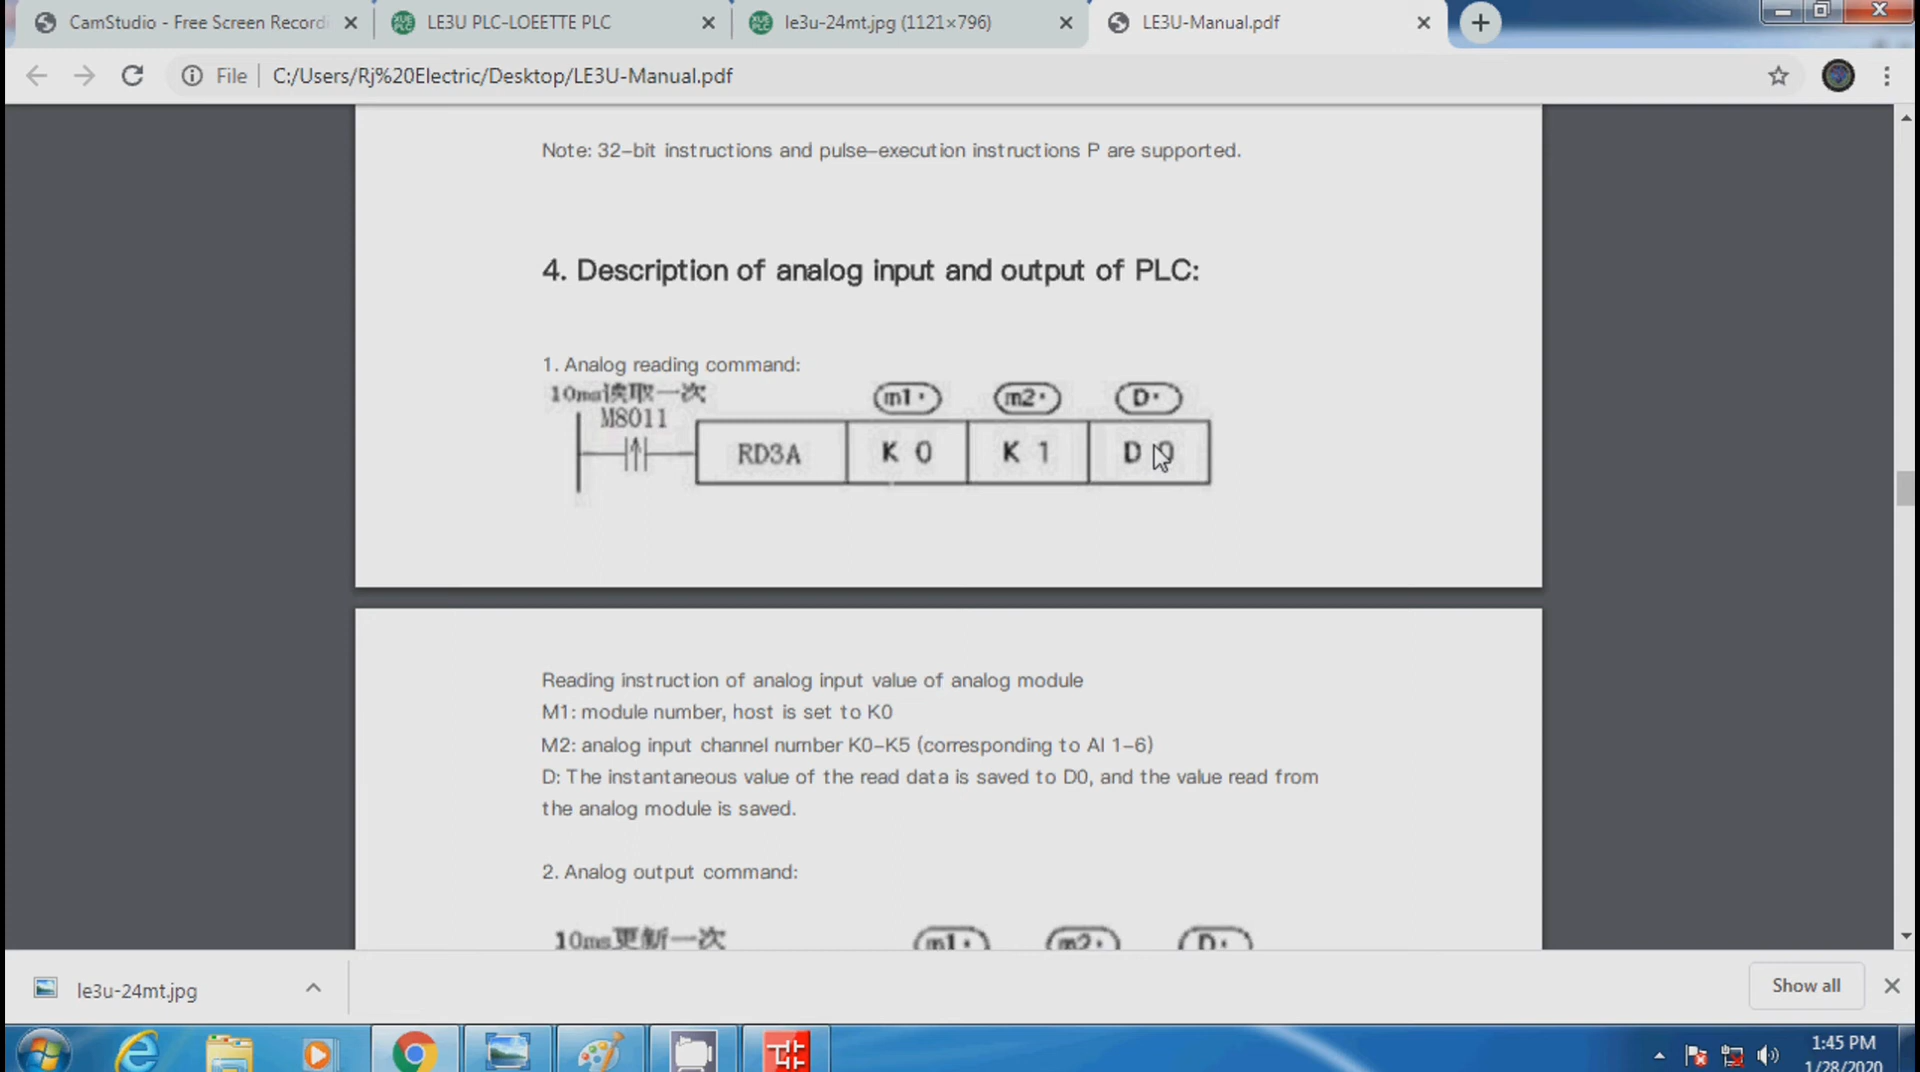 CamStudio - Free Screen Recordi
LE3U PLC-LOEETTE PLC
le3u-24mt.jpg (1121×796)
LE3U-Manual.pdf
File
C:/Users/Rj%20Electric/Desktop/LE3U-Manual.pdf
Note: 32-bit instructions and pulse-execution instructions P are supported.
4. Description of analog input and output of PLC:
1. Analog reading command:
10ms读取一次
m1· m2· D·
M8011
RD3A K 0 K 1 D 0
Reading instruction of analog input value of analog module
M1: module number, host is set to K0
M2: analog input channel number K0-K5 (corresponding to AI 1-6)
D: The instantaneous value of the read data is saved to D0, and the value read from
the analog module is saved.
2. Analog output command:
10ms更新一次
m1· m2· D·
le3u-24mt.jpg
Show all
1:45 PM
1/28/2020